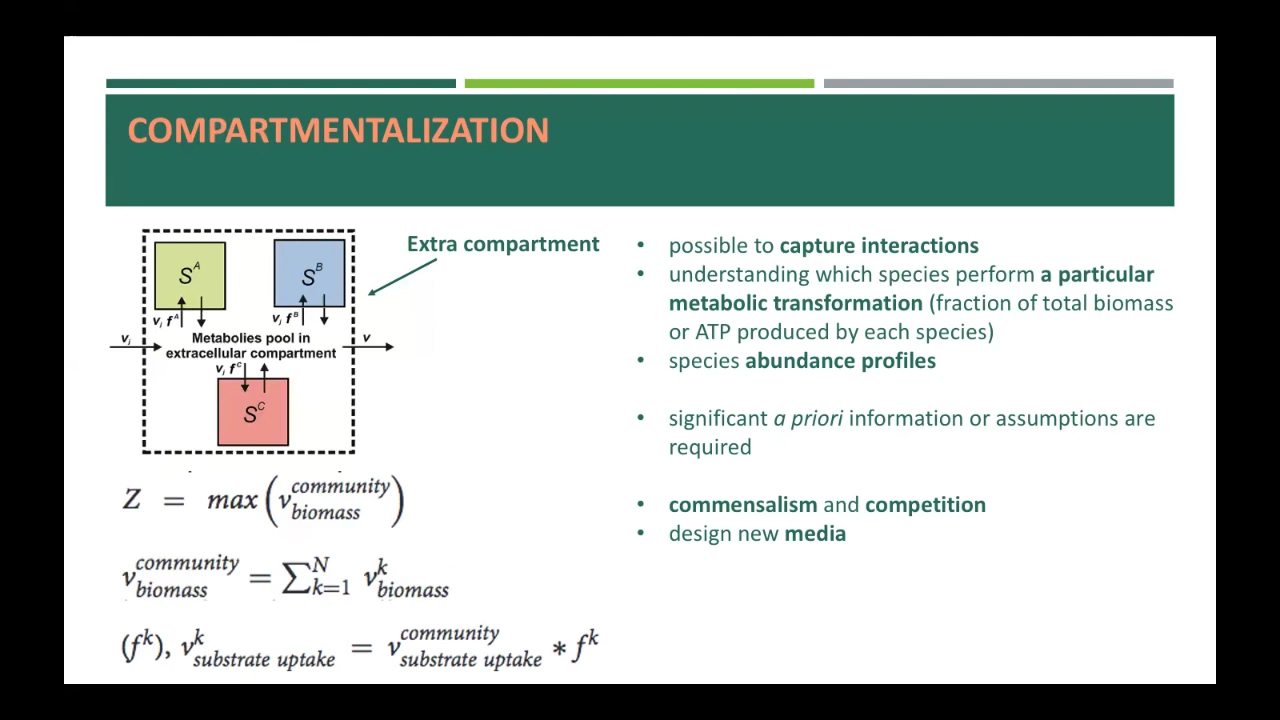 COMPARTMENTALIZATION
S^A
S^B
Extra compartment
v_i f^A
v_i f^B
Metabolies pool in
extracellular compartment
v_i
v
v_i f^C
S^C
Z = max(v_biomass^community)
v_biomass^community = ∑_{k=1}^N v_biomass^k
(f^k), v_substrate uptake^k = v_substrate uptake^community * f^k
• possible to capture interactions
• understanding which species perform a particular
metabolic transformation (fraction of total biomass
or ATP produced by each species)
• species abundance profiles
• significant a priori information or assumptions are
required
• commensalism and competition
• design new media